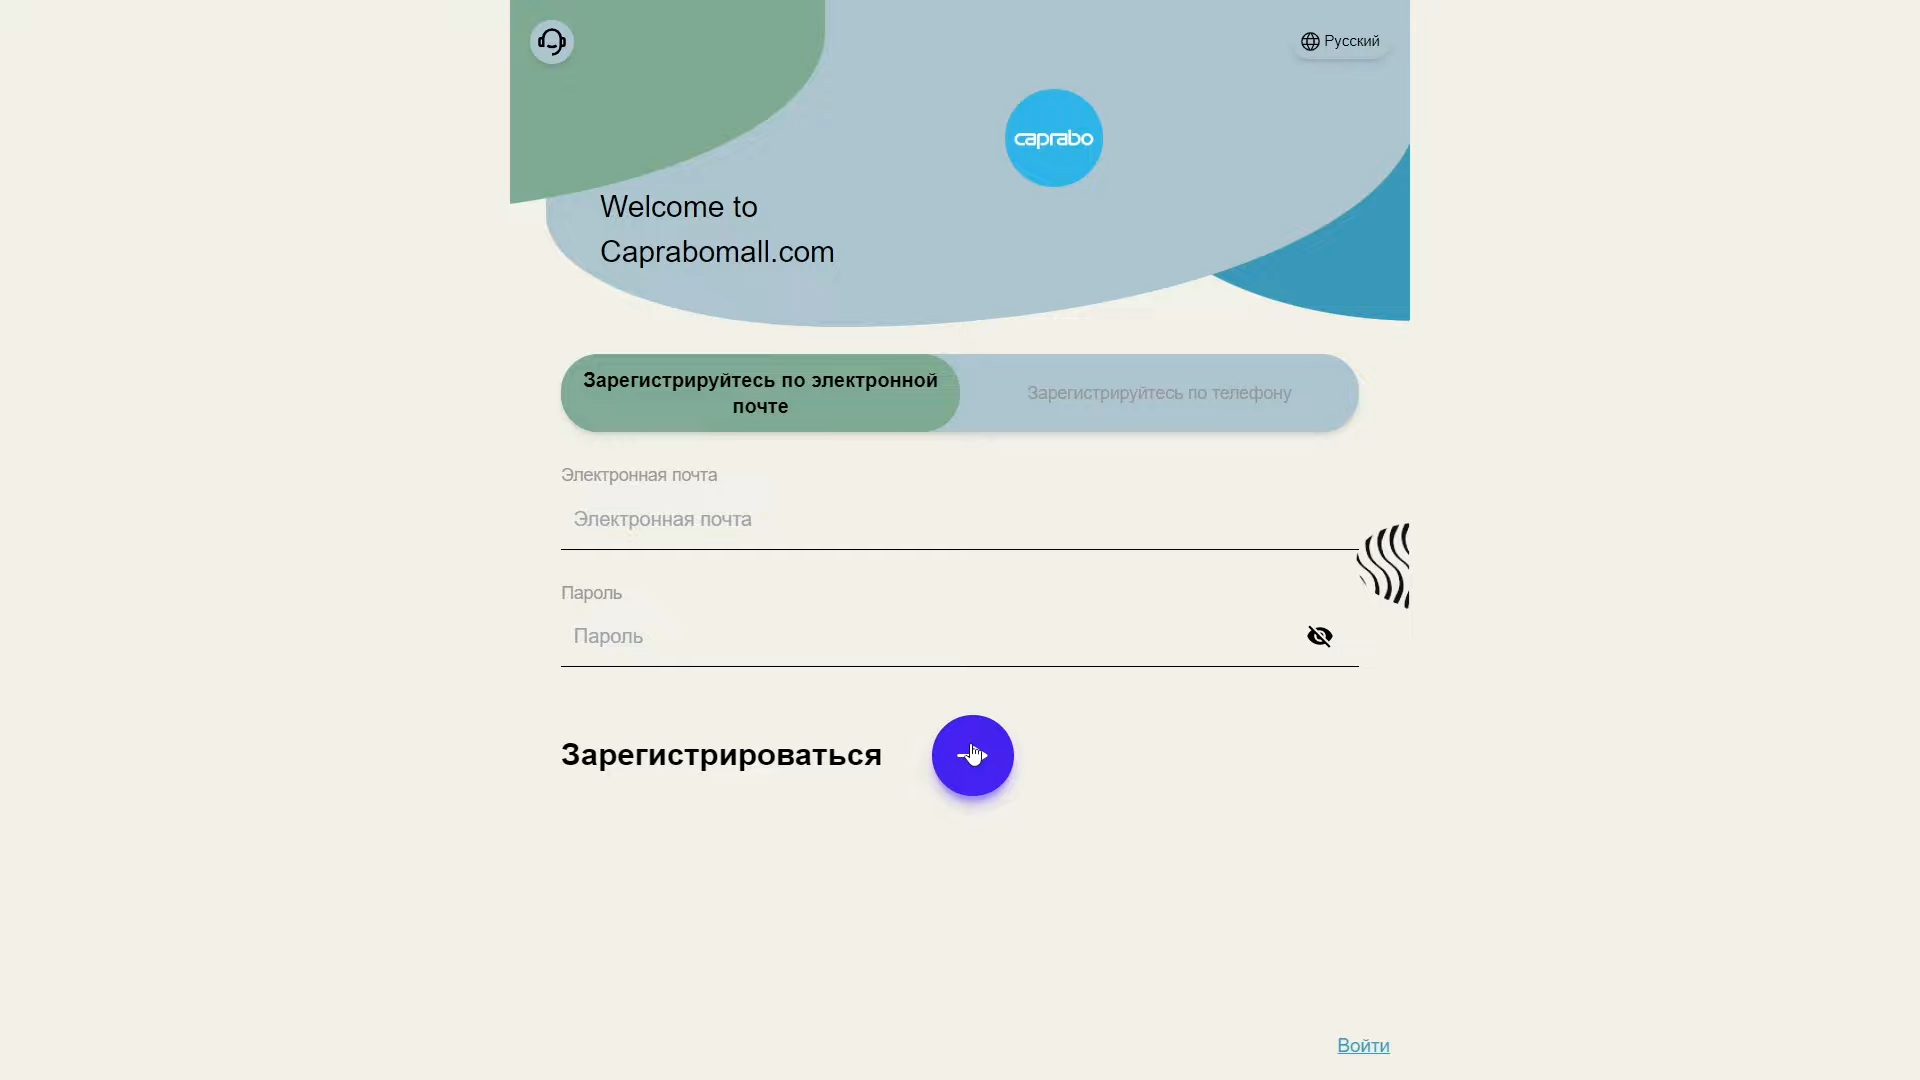 Русский
caprabo
Welcome to
Caprabomall.com
Зарегистрируйтесь по электронной
почте
Зарегистрируйтесь по телефону
Электронная почта
Электронная почта
Пароль
Пароль
Зарегистрироваться
Войти